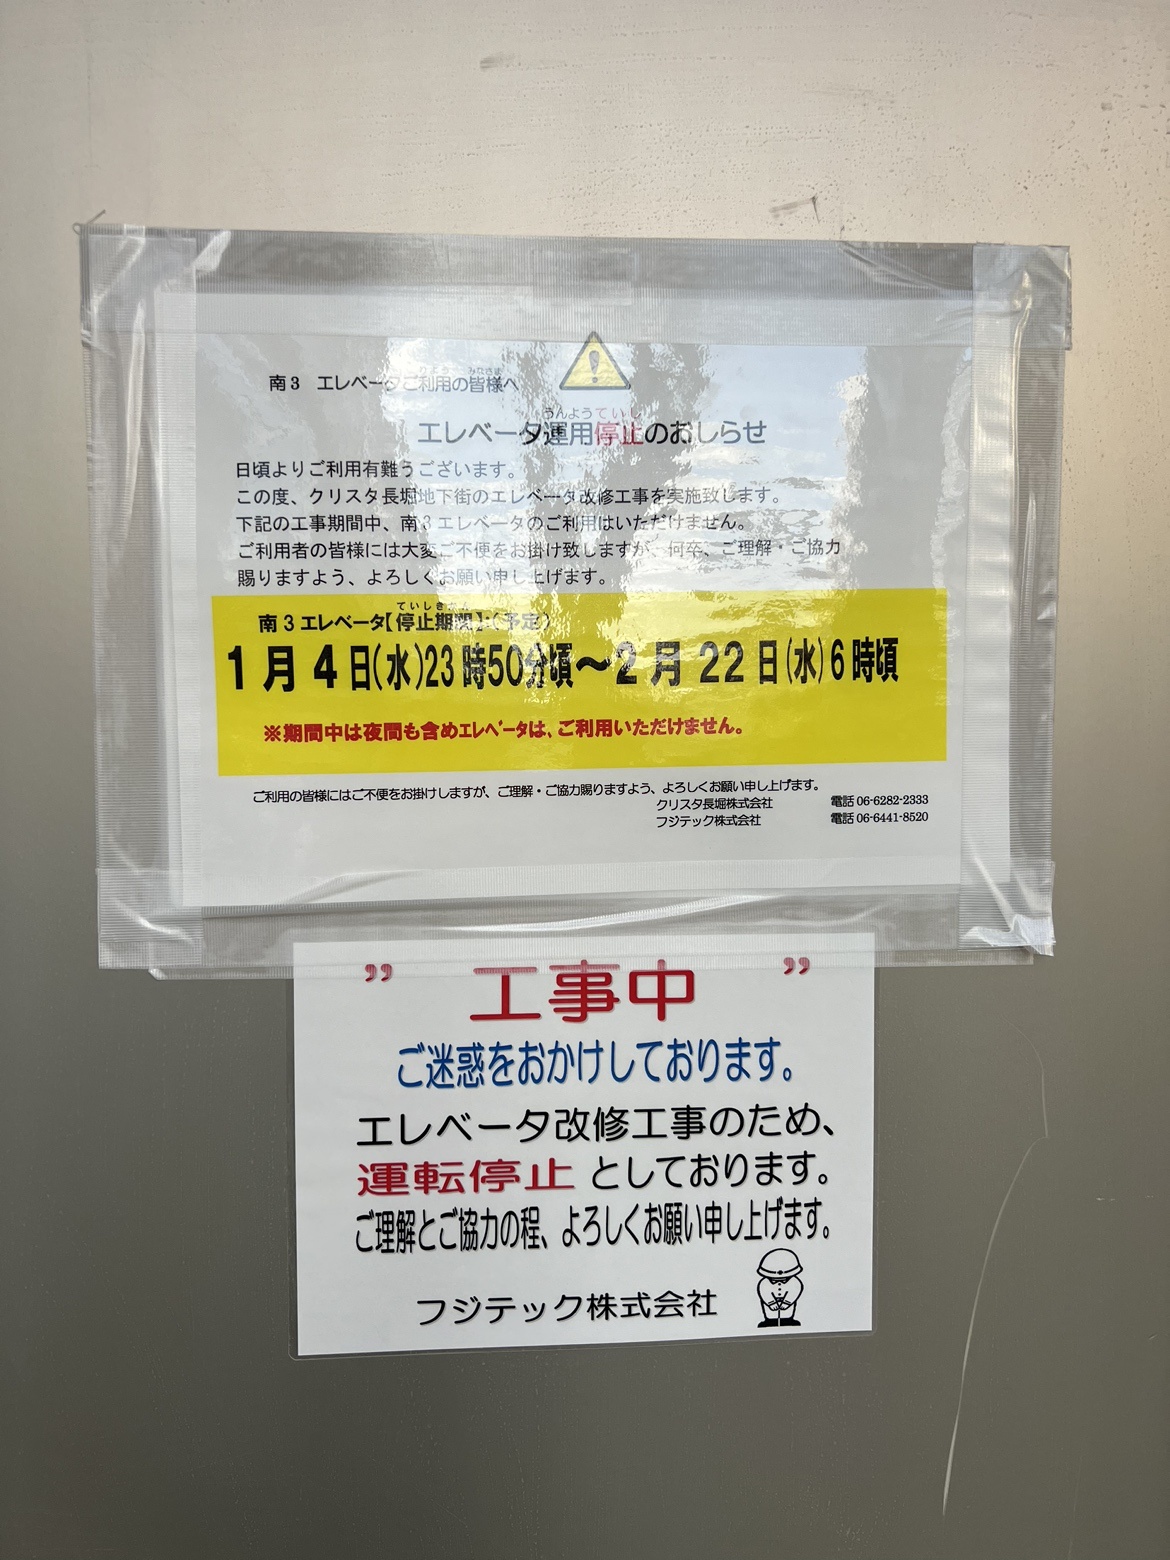 南3 エレベータご利用の皆様へ
エレベータ運用停止のおしらせ
日頃よりご利用有難うございます。
この度、クリスタ長堀地下街のエレベータ改修工事を実施致します。
下記の工事期間中、南3エレベータのご利用はいただけません。
ご利用者の皆様には大変ご不便をお掛け致しますが、何卒、ご理解・ご協力
賜りますよう、よろしくお願い申し上げます。
南3エレベータ【停止期間】:(予定)
1月4日(水)23時50分頃〜2月22日(水)6時頃
※期間中は夜間も含めエレベータは、ご利用いただけません。
ご利用の皆様にはご不便をお掛けしますが、ご理解・ご協力賜りますよう、よろしくお願い申し上げます。
クリスタ長堀株式会社 電話 06-6282-2333
フジテック株式会社 電話 06-6441-8520
” 工事中 ”
ご迷惑をおかけしております。
エレベータ改修工事のため、
運転停止 としております。
ご理解とご協力の程、よろしくお願い申し上げます。
フジテック株式会社